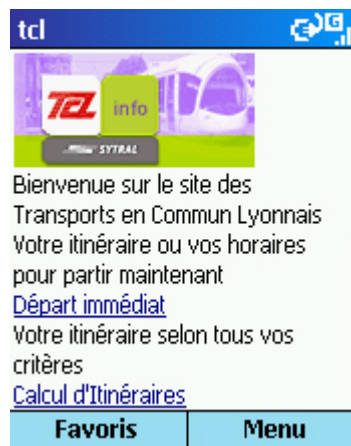 tcl
G
TCL info
SYTRAL
Bienvenue sur le site des
Transports en Commun Lyonnais
Votre itinéraire ou vos horaires
pour partir maintenant
Départ immédiat
Votre itinéraire selon tous vos
critères
Calcul d'Itinéraires
Favoris Menu